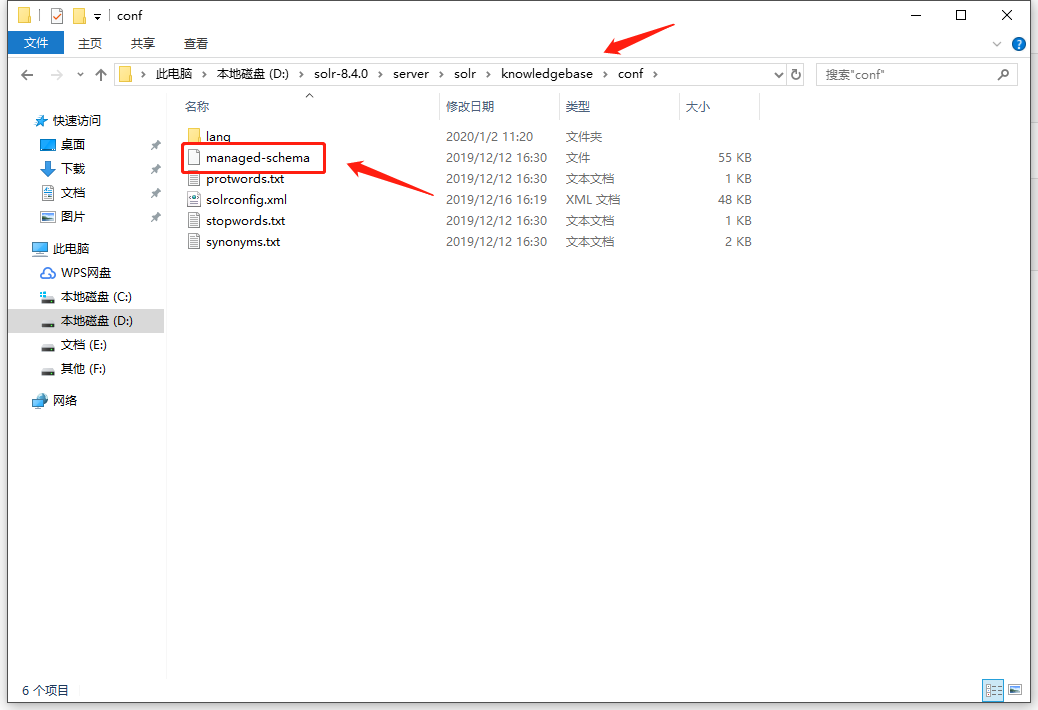 conf
文件 主页 共享 查看
此电脑 本地磁盘 (D:) solr-8.4.0 server solr knowledgebase conf 搜索"conf"
名称 修改日期 类型 大小
快速访问
桌面
下载
文档
图片
此电脑
WPS网盘
本地磁盘 (C:)
本地磁盘 (D:)
文档 (E:)
其他 (F:)
网络
lang 2020/1/2 11:20 文件夹
managed-schema 2019/12/12 16:30 文件 55 KB
protwords.txt 2019/12/12 16:30 文本文档 1 KB
solrconfig.xml 2019/12/16 16:19 XML 文档 48 KB
stopwords.txt 2019/12/12 16:30 文本文档 1 KB
synonyms.txt 2019/12/12 16:30 文本文档 2 KB
6 个项目